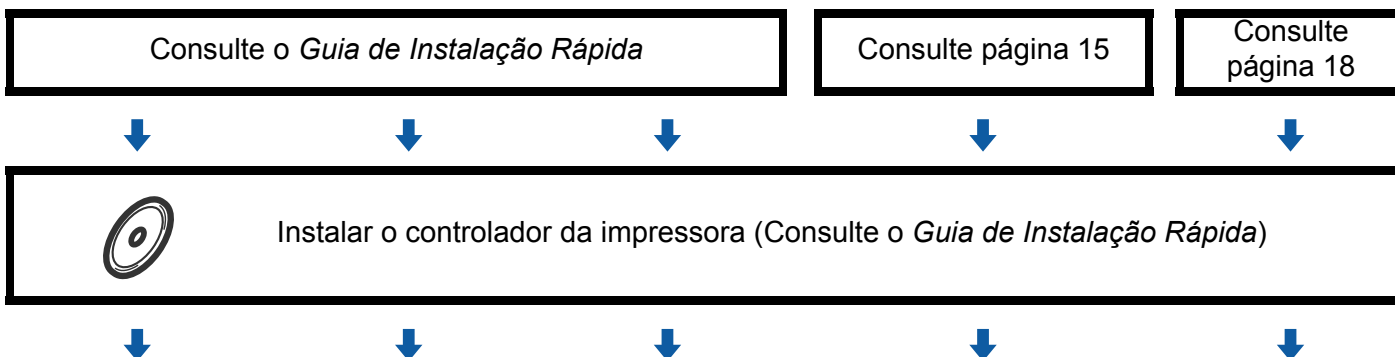 Consulte o Guia de Instalação Rápida
Consulte página 15
Consulte
página 18
Instalar o controlador da impressora (Consulte o Guia de Instalação Rápida)